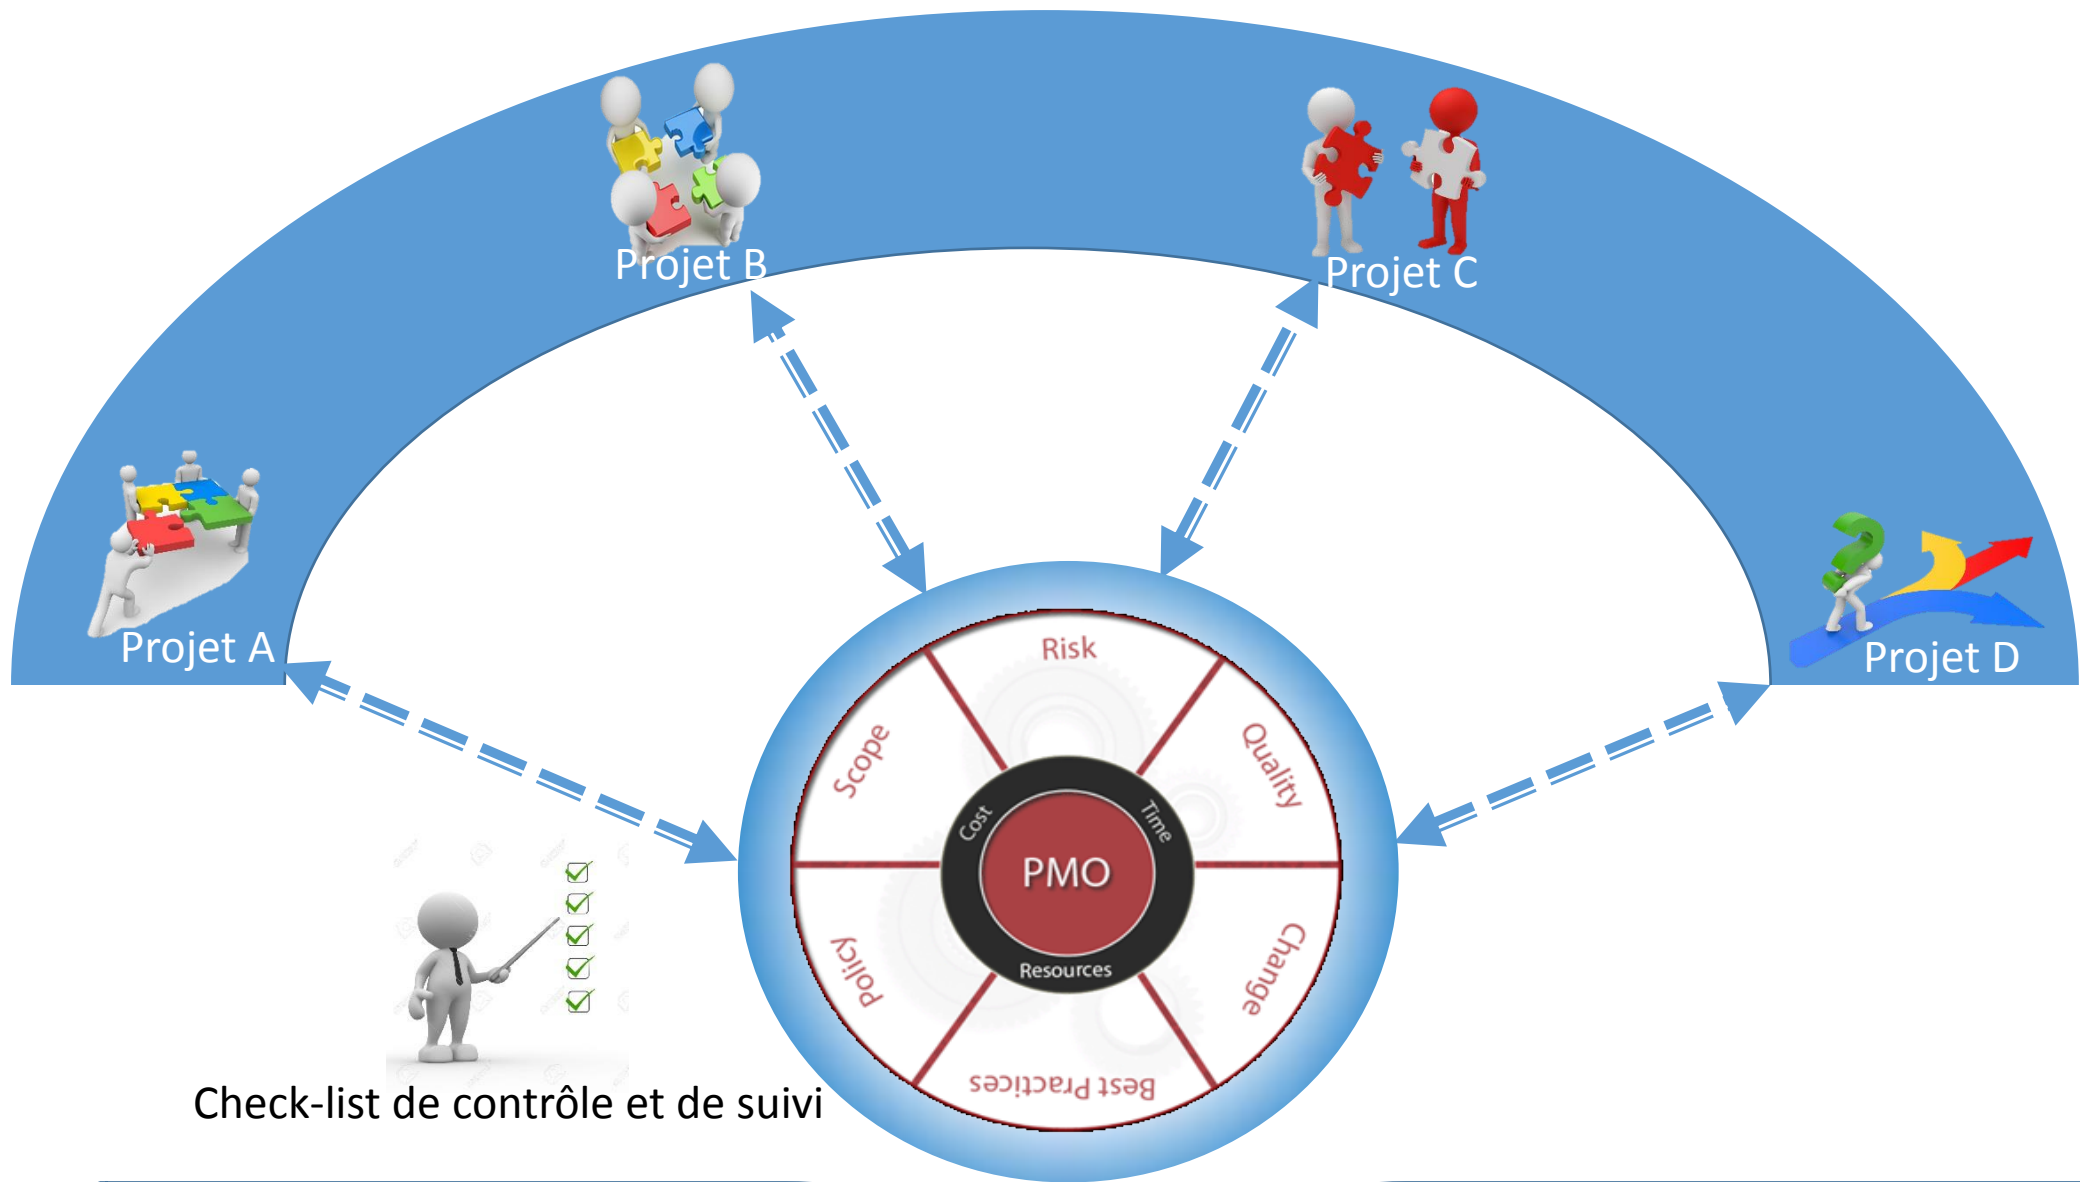 Projet B
Projet C
Projet A
Projet D
Risk
Scope
Quality
Cost
Time
PMO
Resources
Policy
Change
Best Practices
Check-list de contrôle et de suivi